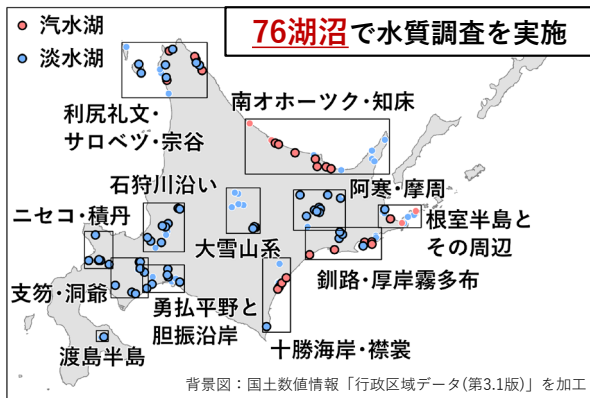 76湖沼で水質調査を実施
汽水湖
淡水湖
利尻礼文・
サロベツ・宗谷
南オホーツク・知床
石狩川沿い
阿寒・摩周
ニセコ・積丹
根室半島と
その周辺
大雪山系
釧路・厚岸霧多布
支笏・洞爺
勇払平野と
胆振沿岸
渡島半島
十勝海岸・襟裳
背景図：国土数値情報「行政区域データ(第3.1版)」を加工